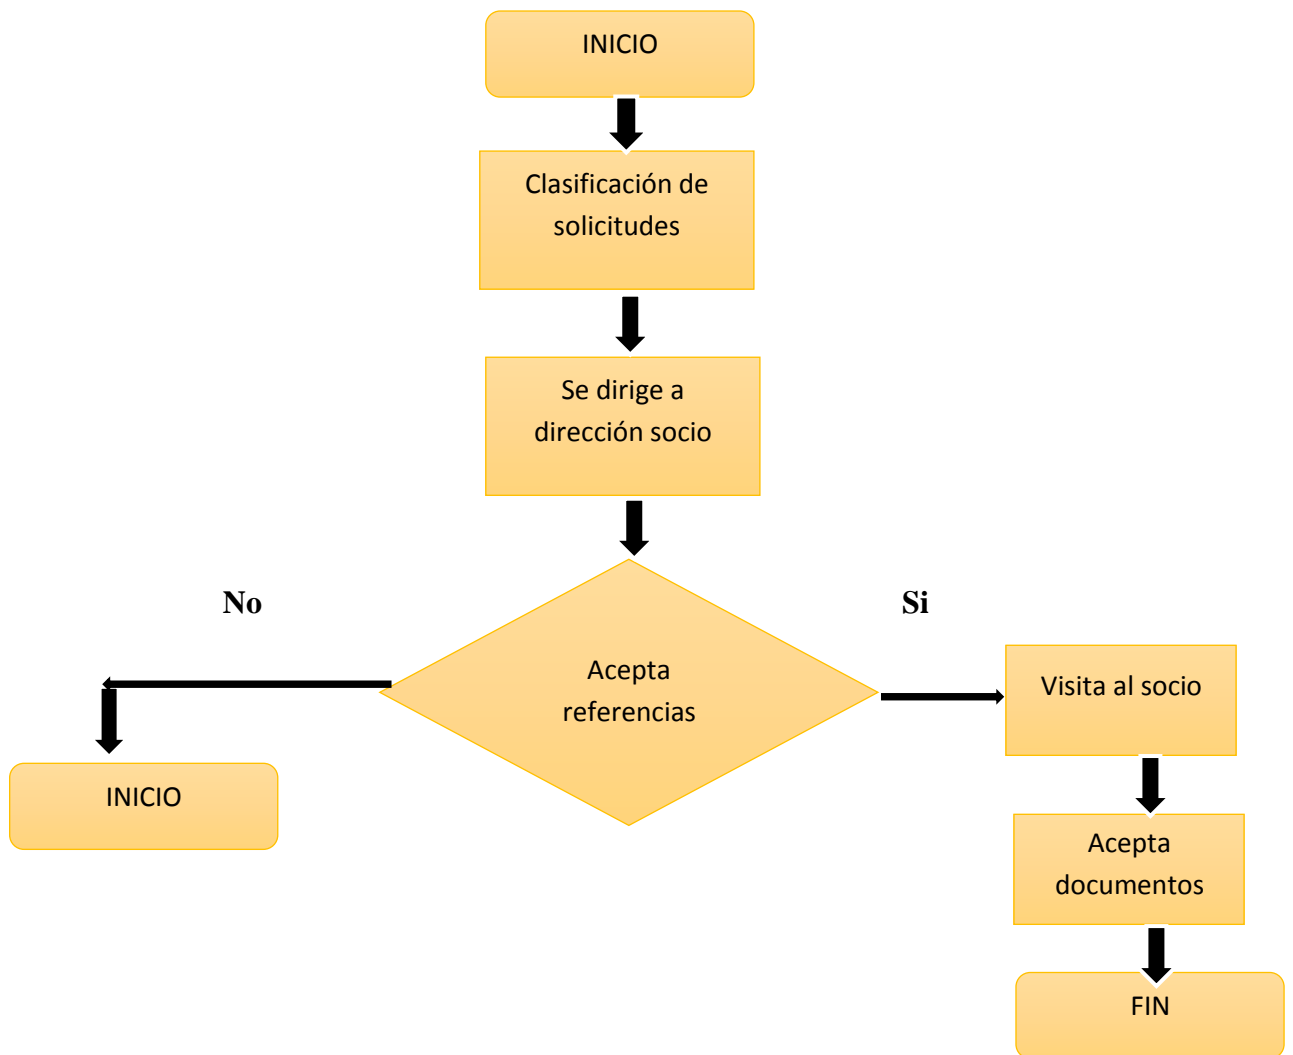 INICIO
Clasificación de
solicitudes
Se dirige a
dirección socio
No
Si
Acepta
referencias
Visita al socio
INICIO
Acepta
documentos
FIN